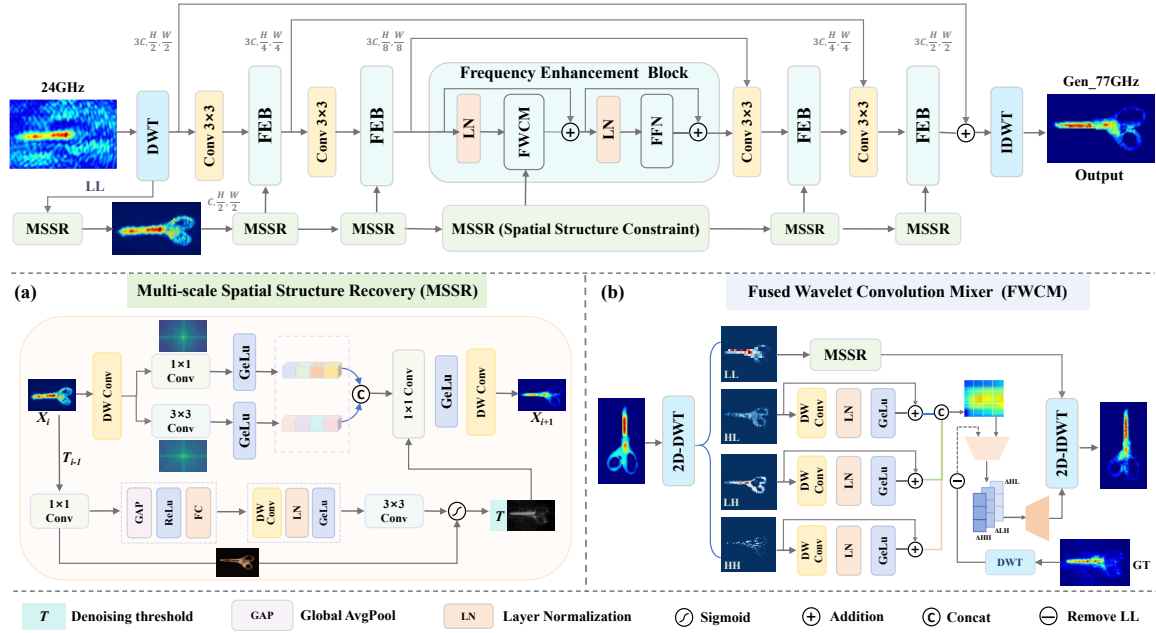 3C, H/2, W/2
3C, H/4, W/4
3C, H/8, W/8
3C, H/4, W/4
3C, H/2, W/2
24GHz
Frequency Enhancement Block
Gen_77GHz
DWT
Conv 3×3
FEB
Conv 3×3
FEB
LN
FWCM
+
LN
FFN
+
Conv 3×3
FEB
Conv 3×3
FEB
+
IDWT
Output
LL
C, H/2, W/2
MSSR
MSSR
MSSR
MSSR (Spatial Structure Constraint)
MSSR
MSSR
(a)
Multi-scale Spatial Structure Recovery (MSSR)
Xi
DW Conv
1×1
Conv
GeLu
3×3
Conv
GeLu
C
1×1 Conv
GeLu
DW Conv
Xi+1
Ti-1
1×1
Conv
GAP
ReLu
FC
DW
Conv
LN
GeLu
3×3
Conv
T
(b)
Fused Wavelet Convolution Mixer (FWCM)
2D-DWT
LL
MSSR
HL
DW
Conv
LN
GeLu
+
C
LH
DW
Conv
LN
GeLu
+
HH
DW
Conv
LN
GeLu
+
−
ΔHL
ΔLH
ΔHH
2D-IDWT
DWT
GT
T Denoising threshold
GAP Global AvgPool
LN Layer Normalization
Sigmoid
+ Addition
C Concat
− Remove LL